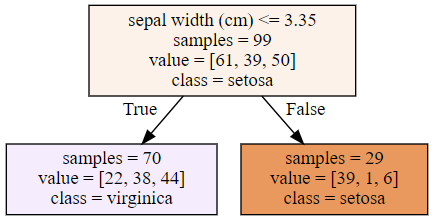 sepal width (cm) <= 3.35
samples = 99
value = [61, 39, 50]
class = setosa
True
False
samples = 70
value = [22, 38, 44]
class = virginica
samples = 29
value = [39, 1, 6]
class = setosa